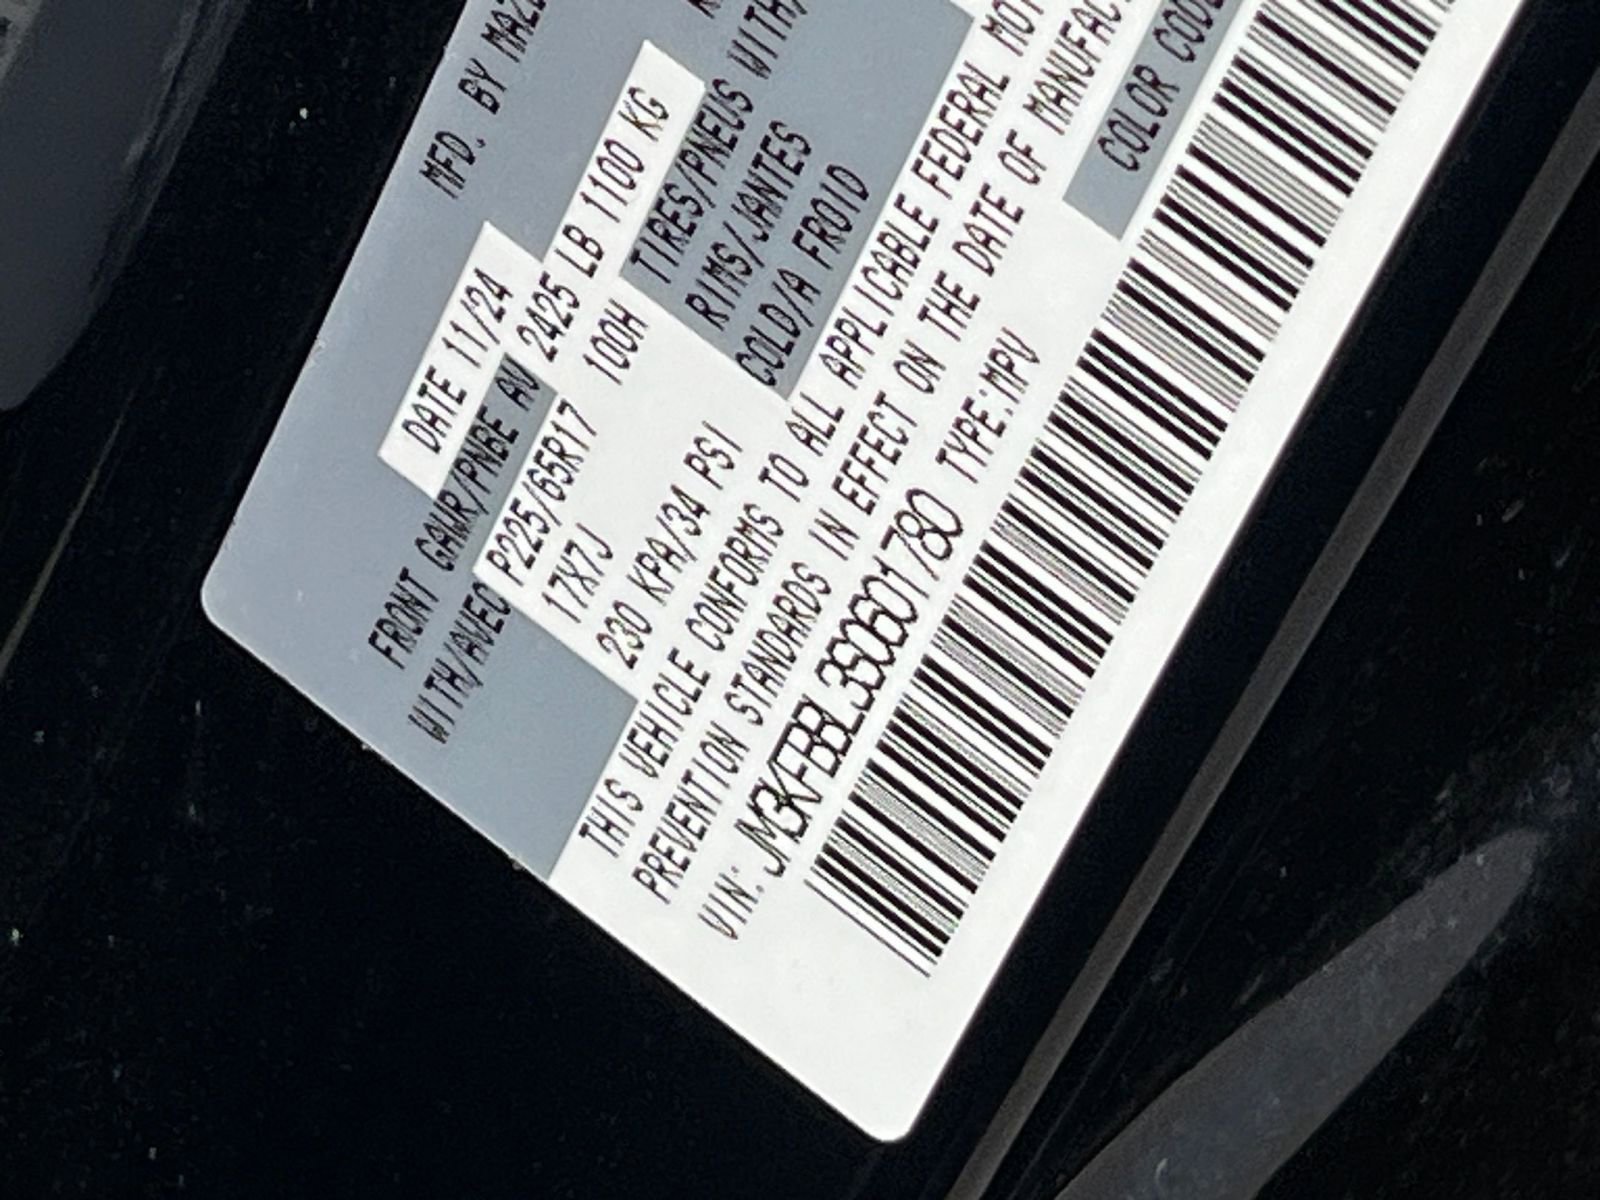 MFD. BY MAZ
DATE 11/24
FRONT GAWR/PNBE AV 2425 LB 1100 KG
WITH/AVEC P225/65R17 100H TIRES/PNEUS WITH/
17X7J RIMS/JANTES
230 KPA/34 PSI COLD/A FROID
THIS VEHICLE CONFORMS TO ALL APPLICABLE FEDERAL MOT
PREVENTION STANDARDS IN EFFECT ON THE DATE OF MANUFAC
VIN: JM3KFBBL3S0601780 TYPE:MPV COLOR CODE